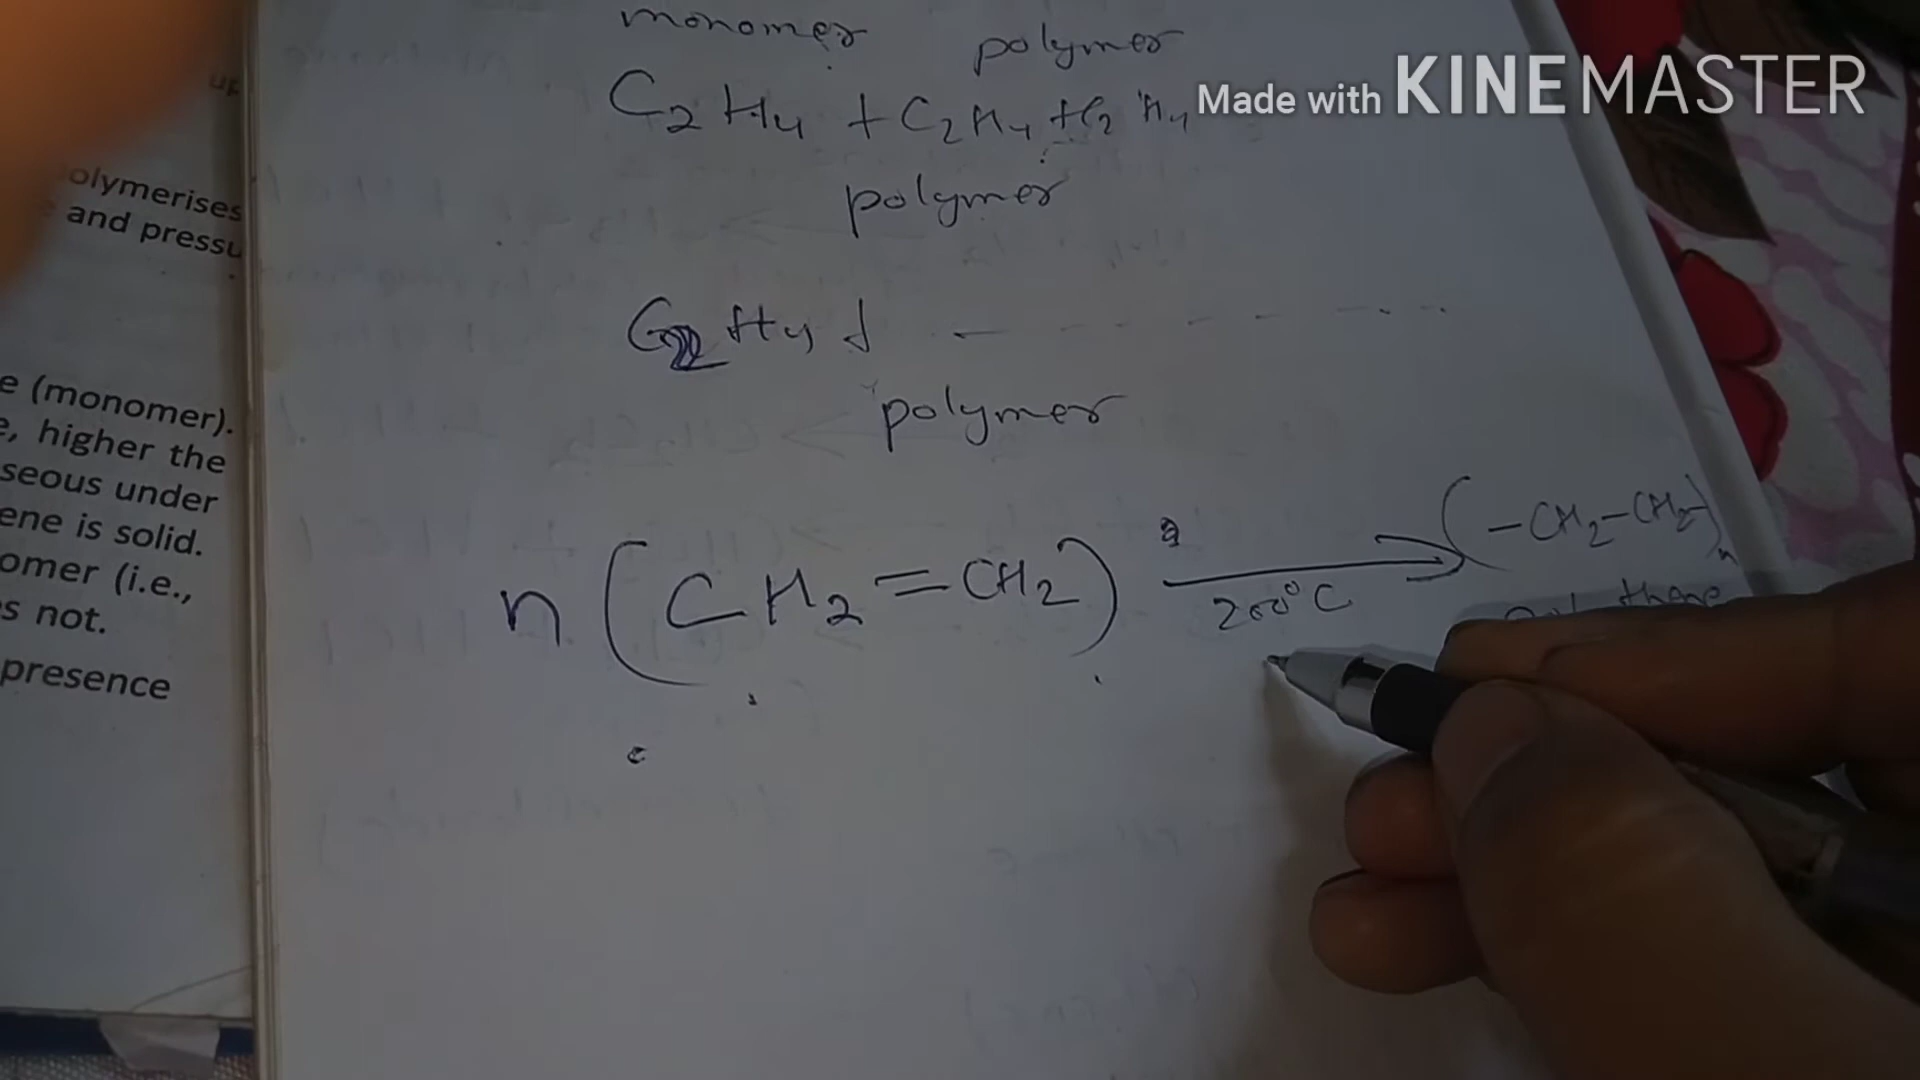 monomer polymer
Made with KINEMASTER
C2H4 + C2H4 + C2H4
polymer
C2H4 + - - - - - - - -
polymer
n(CH2=CH2) → (-CH2-CH2-)n
200°C
up
olymerises
and pressu
e (monomer).
e, higher the
seous under
ene is solid.
omer (i.e.,
s not.
presence